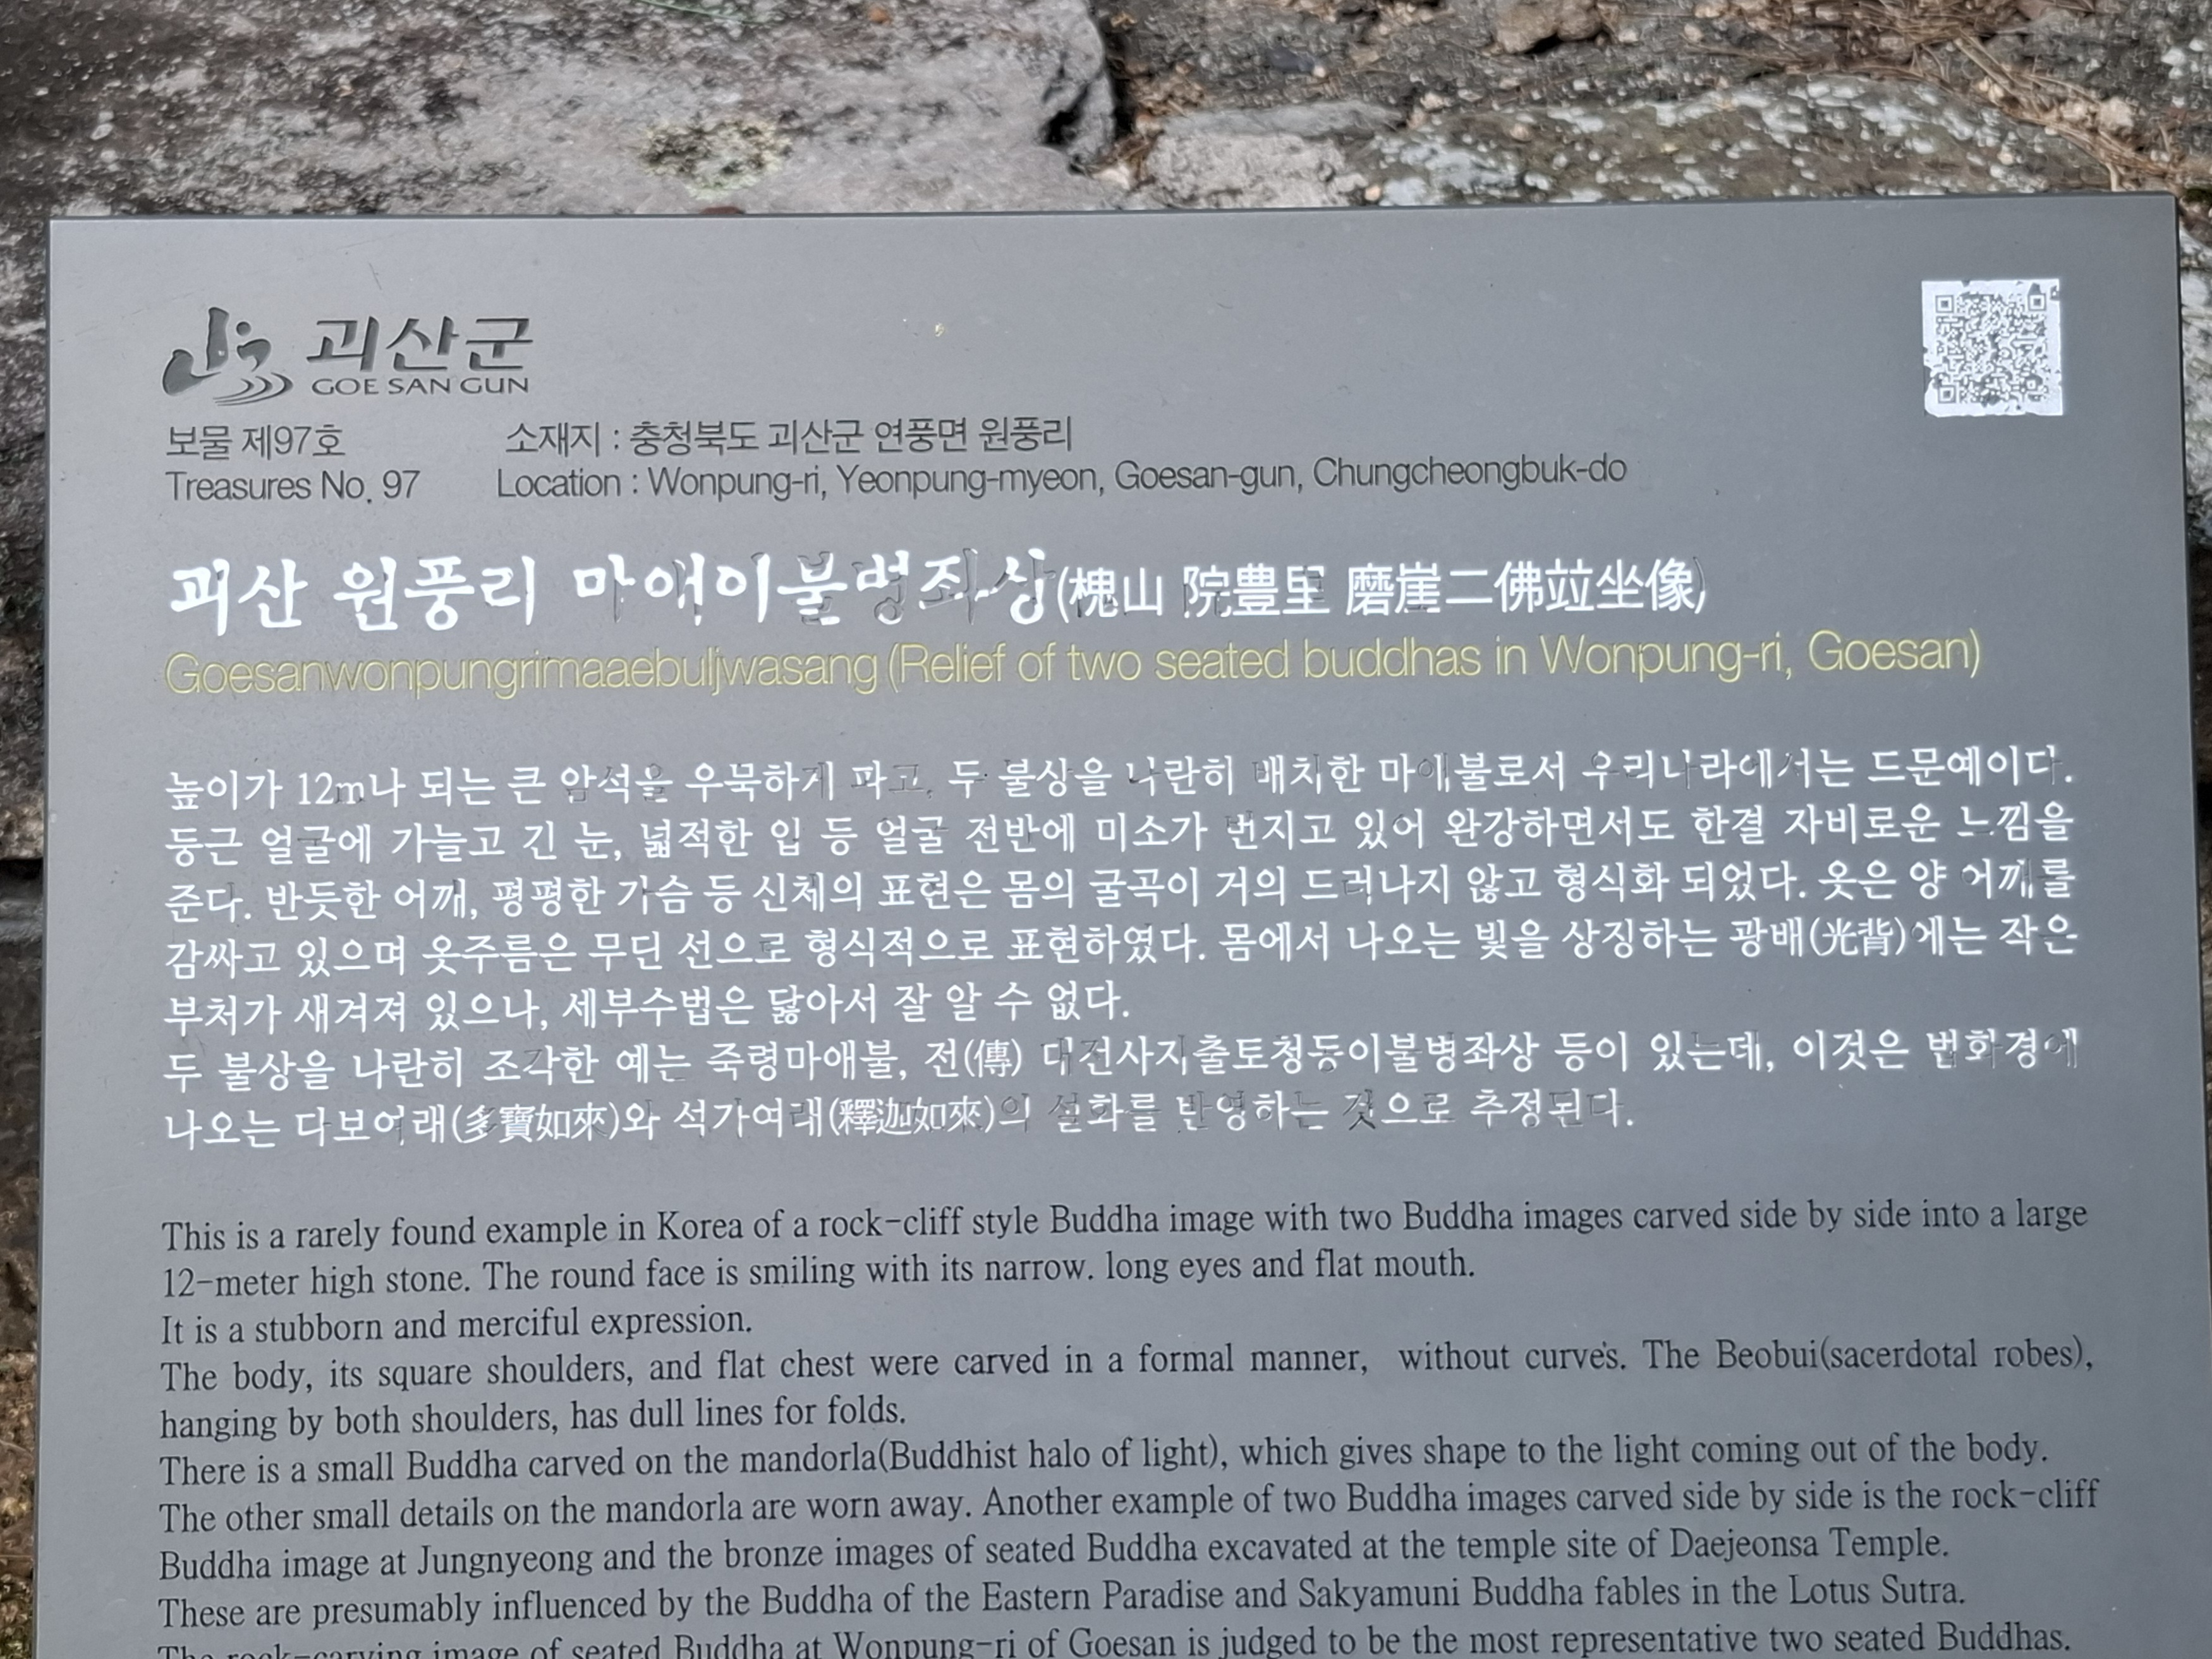 괴산군
GOE SAN GUN
보물 제97호 소재지 : 충청북도 괴산군 연풍면 원풍리
Treasures No. 97 Location : Wonpung-ri, Yeonpung-myeon, Goesan-gun, Chungcheongbuk-do
괴산 원풍리 마애이불병좌상(槐山 院豊里 磨崖二佛竝坐像)
Goesanwonpungrimaaebuljwasang (Relief of two seated buddhas in Wonpung-ri, Goesan)
높이가 12m나 되는 큰 암석을 우묵하게 파고, 두 불상을 나란히 배치한 마애불로서 우리나라에서는 드문예이다.
둥근 얼굴에 가늘고 긴 눈, 넓적한 입 등 얼굴 전반에 미소가 번지고 있어 완강하면서도 한결 자비로운 느낌을
준다. 반듯한 어깨, 평평한 가슴 등 신체의 표현은 몸의 굴곡이 거의 드러나지 않고 형식화 되었다. 옷은 양 어깨를
감싸고 있으며 옷주름은 무딘 선으로 형식적으로 표현하였다. 몸에서 나오는 빛을 상징하는 광배(光背)에는 작은
부처가 새겨져 있으나, 세부수법은 닳아서 잘 알 수 없다.
두 불상을 나란히 조각한 예는 죽령마애불, 전(傳) 대전사지출토청동이불병좌상 등이 있는데, 이것은 법화경에
나오는 다보여래(多寶如來)와 석가여래(釋迦如來)의 설화를 반영하는 것으로 추정된다.
This is a rarely found example in Korea of a rock-cliff style Buddha image with two Buddha images carved side by side into a large
12-meter high stone. The round face is smiling with its narrow. long eyes and flat mouth.
It is a stubborn and merciful expression.
The body, its square shoulders, and flat chest were carved in a formal manner, without curve's. The Beobui(sacerdotal robes),
hanging by both shoulders, has dull lines for folds.
There is a small Buddha carved on the mandorla(Buddhist halo of light), which gives shape to the light coming out of the body.
The other small details on the mandorla are worn away. Another example of two Buddha images carved side by side is the rock-cliff
Buddha image at Jungnyeong and the bronze images of seated Buddha excavated at the temple site of Daejeonsa Temple.
These are presumably influenced by the Buddha of the Eastern Paradise and Sakyamuni Buddha fables in the Lotus Sutra.
The rock-carving image of seated Buddha at Wonpung-ri of Goesan is judged to be the most representative two seated Buddhas.